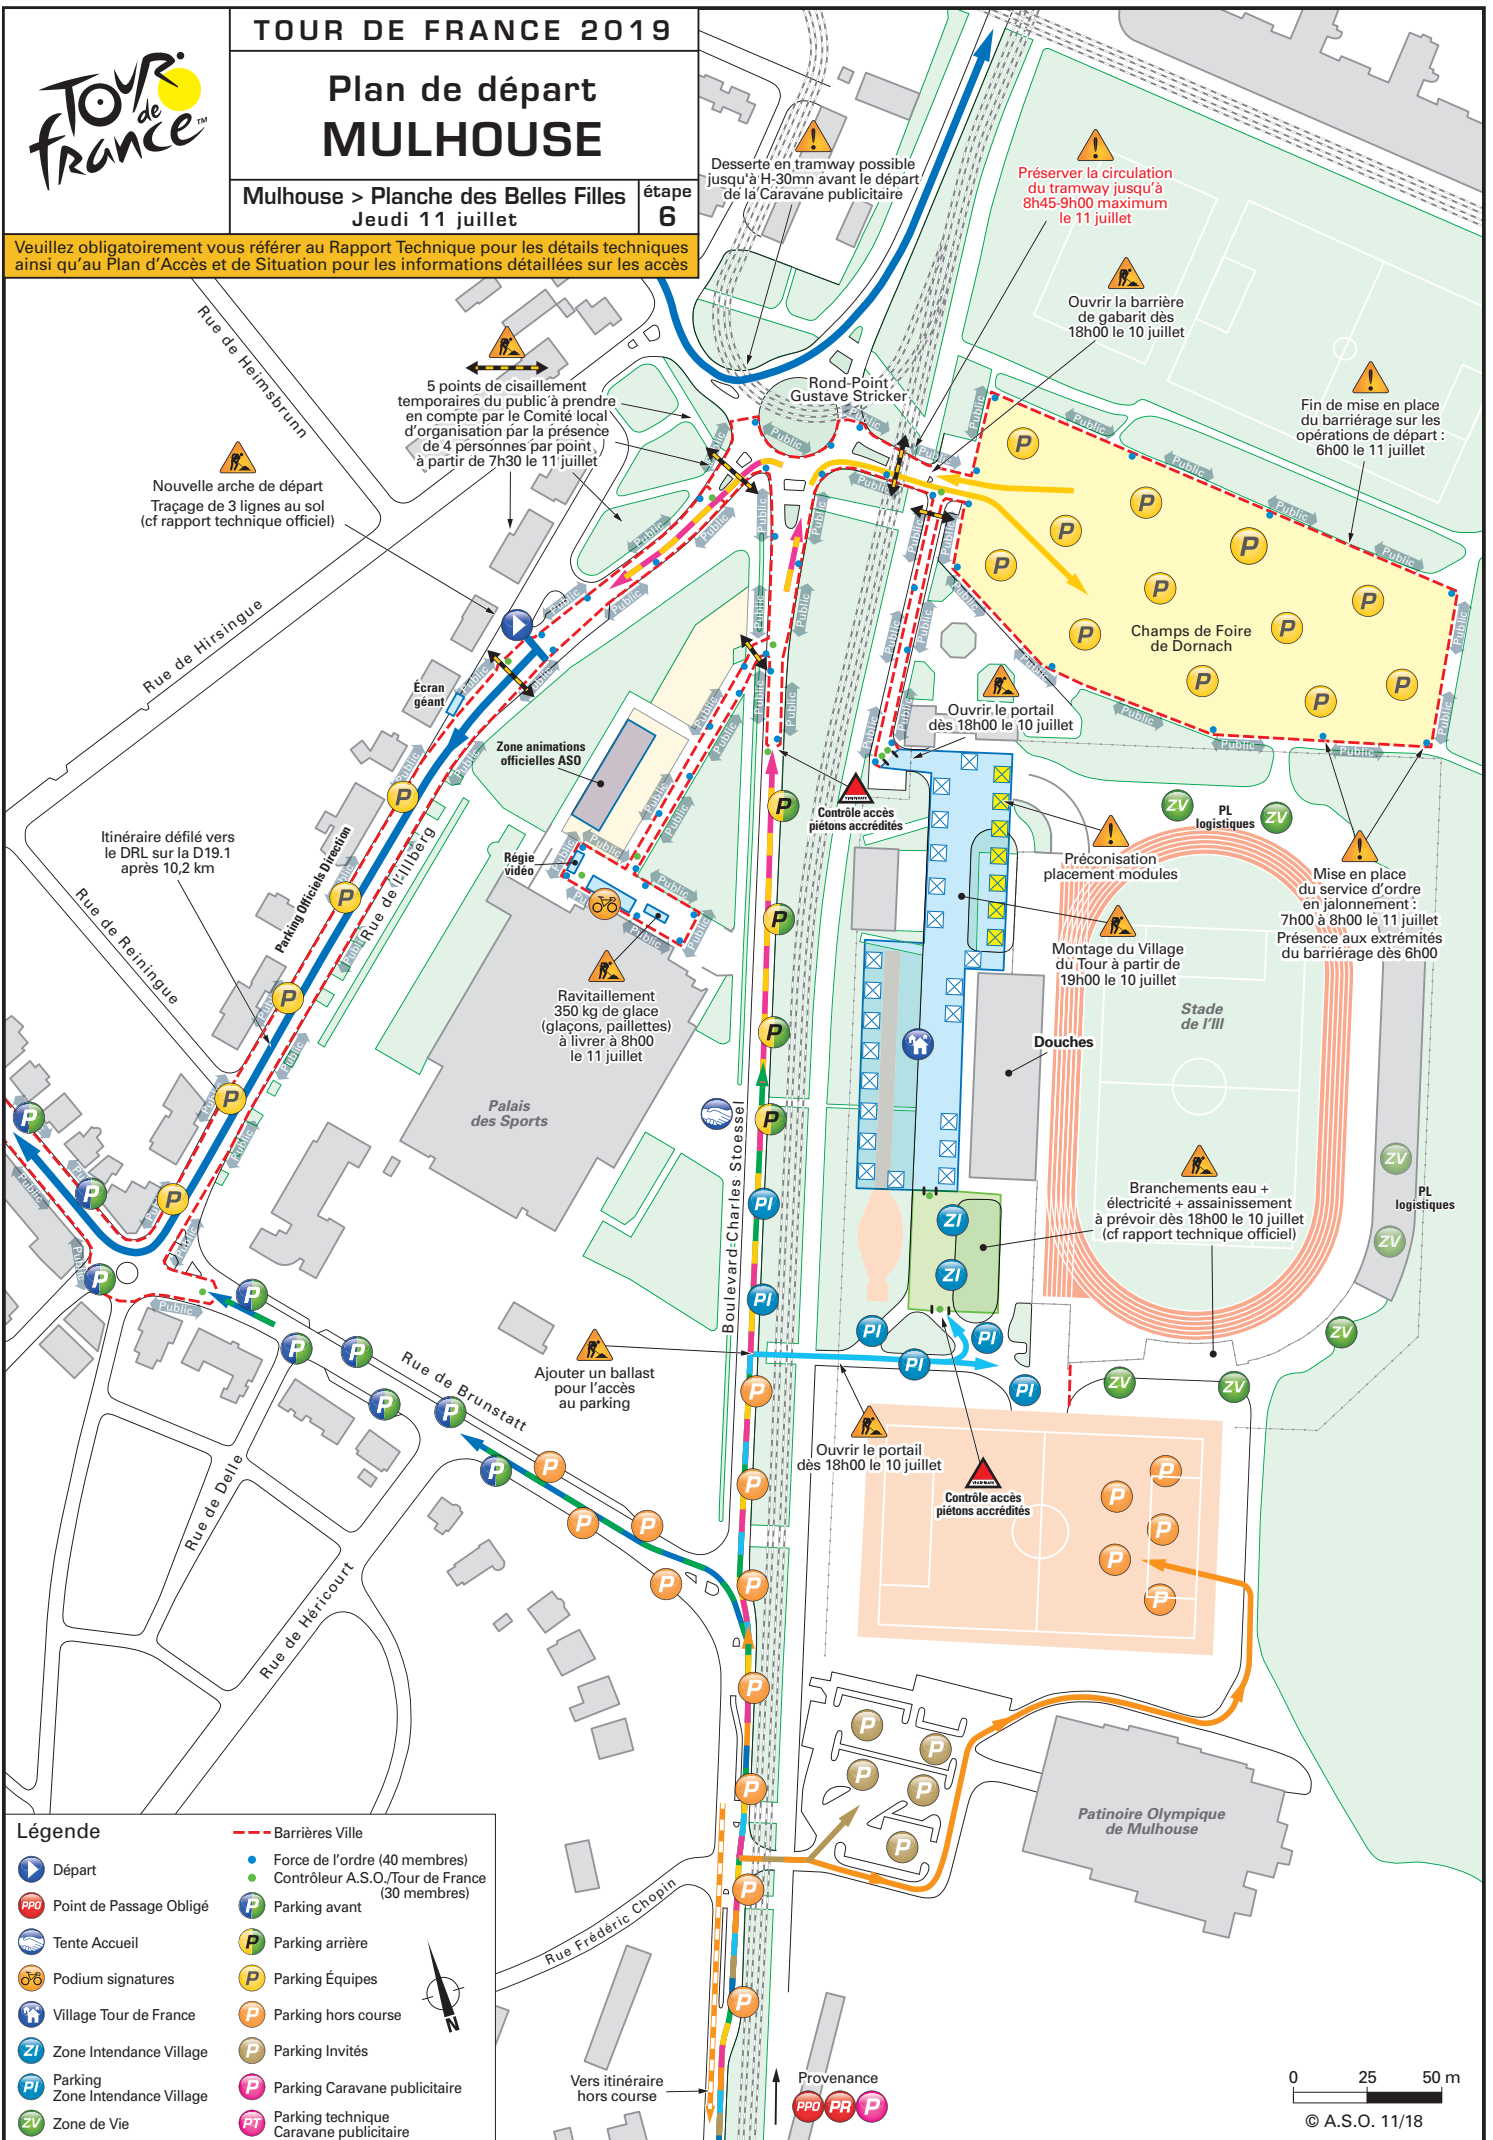 TOUR DE FRANCE 2019
TOUR
de
france™
Plan de départ
MULHOUSE
Mulhouse > Planche des Belles Filles
Jeudi 11 juillet
étape
6
Veuillez obligatoirement vous référer au Rapport Technique pour les détails techniques
ainsi qu'au Plan d'Accès et de Situation pour les informations détaillées sur les accès
Desserte en tramway possible
jusqu'à H-30mn avant le départ
de la Caravane publicitaire
Préserver la circulation
du tramway jusqu'à
8h45-9h00 maximum
le 11 juillet
Ouvrir la barrière
de gabarit dès
18h00 le 10 juillet
Rue de Heimsbrunn
5 points de cisaillement
temporaires du public à prendre
en compte par le Comité local
d'organisation par la présence
de 4 personnes par point
à partir de 7h30 le 11 juillet
Rond-Point
Gustave Stricker
Fin de mise en place
du barriérage sur les
opérations de départ :
6h00 le 11 juillet
Nouvelle arche de départ
Traçage de 3 lignes au sol
(cf rapport technique officiel)
Public
Rue de Hirsingue
Champs de Foire
de Dornach
Écran
géant
Zone animations
officielles ASO
Ouvrir le portail
dès 18h00 le 10 juillet
Contrôle accès
piétons accrédités
PL
logistiques
Itinéraire défilé vers
le DRL sur la D19.1
après 10,2 km
Parking Officiels Direction
Rue de l'Illberg
Régie
vidéo
Préconisation
placement modules
Mise en place
du service d'ordre
en jalonnement :
7h00 à 8h00 le 11 juillet
Présence aux extrémités
du barriérage dès 6h00
Rue de Reiningue
Montage du Village
du Tour à partir de
19h00 le 10 juillet
Ravitaillement
350 kg de glace
(glaçons, paillettes)
à livrer à 8h00
le 11 juillet
Stade
de l'Ill
Douches
Palais
des Sports
Boulevard Charles Stoessel
Branchements eau +
électricité + assainissement
à prévoir dès 18h00 le 10 juillet
(cf rapport technique officiel)
PL
logistiques
Rue de Brunstatt
Ajouter un ballast
pour l'accès
au parking
Ouvrir le portail
dès 18h00 le 10 juillet
Contrôle accès
piétons accrédités
Rue de Delle
Rue de Héricourt
Patinoire Olympique
de Mulhouse
Rue Frédéric Chopin
Vers itinéraire
hors course
Provenance
PPO PR P
Légende
Départ
PPO Point de Passage Obligé
Tente Accueil
Podium signatures
Village Tour de France
ZI Zone Intendance Village
PI Parking
Zone Intendance Village
ZV Zone de Vie
Barrières Ville
Force de l'ordre (40 membres)
Contrôleur A.S.O./Tour de France
(30 membres)
P Parking avant
P Parking arrière
P Parking Équipes
P Parking hors course
P Parking Invités
P Parking Caravane publicitaire
PT Parking technique
Caravane publicitaire
N
0 25 50 m
© A.S.O. 11/18